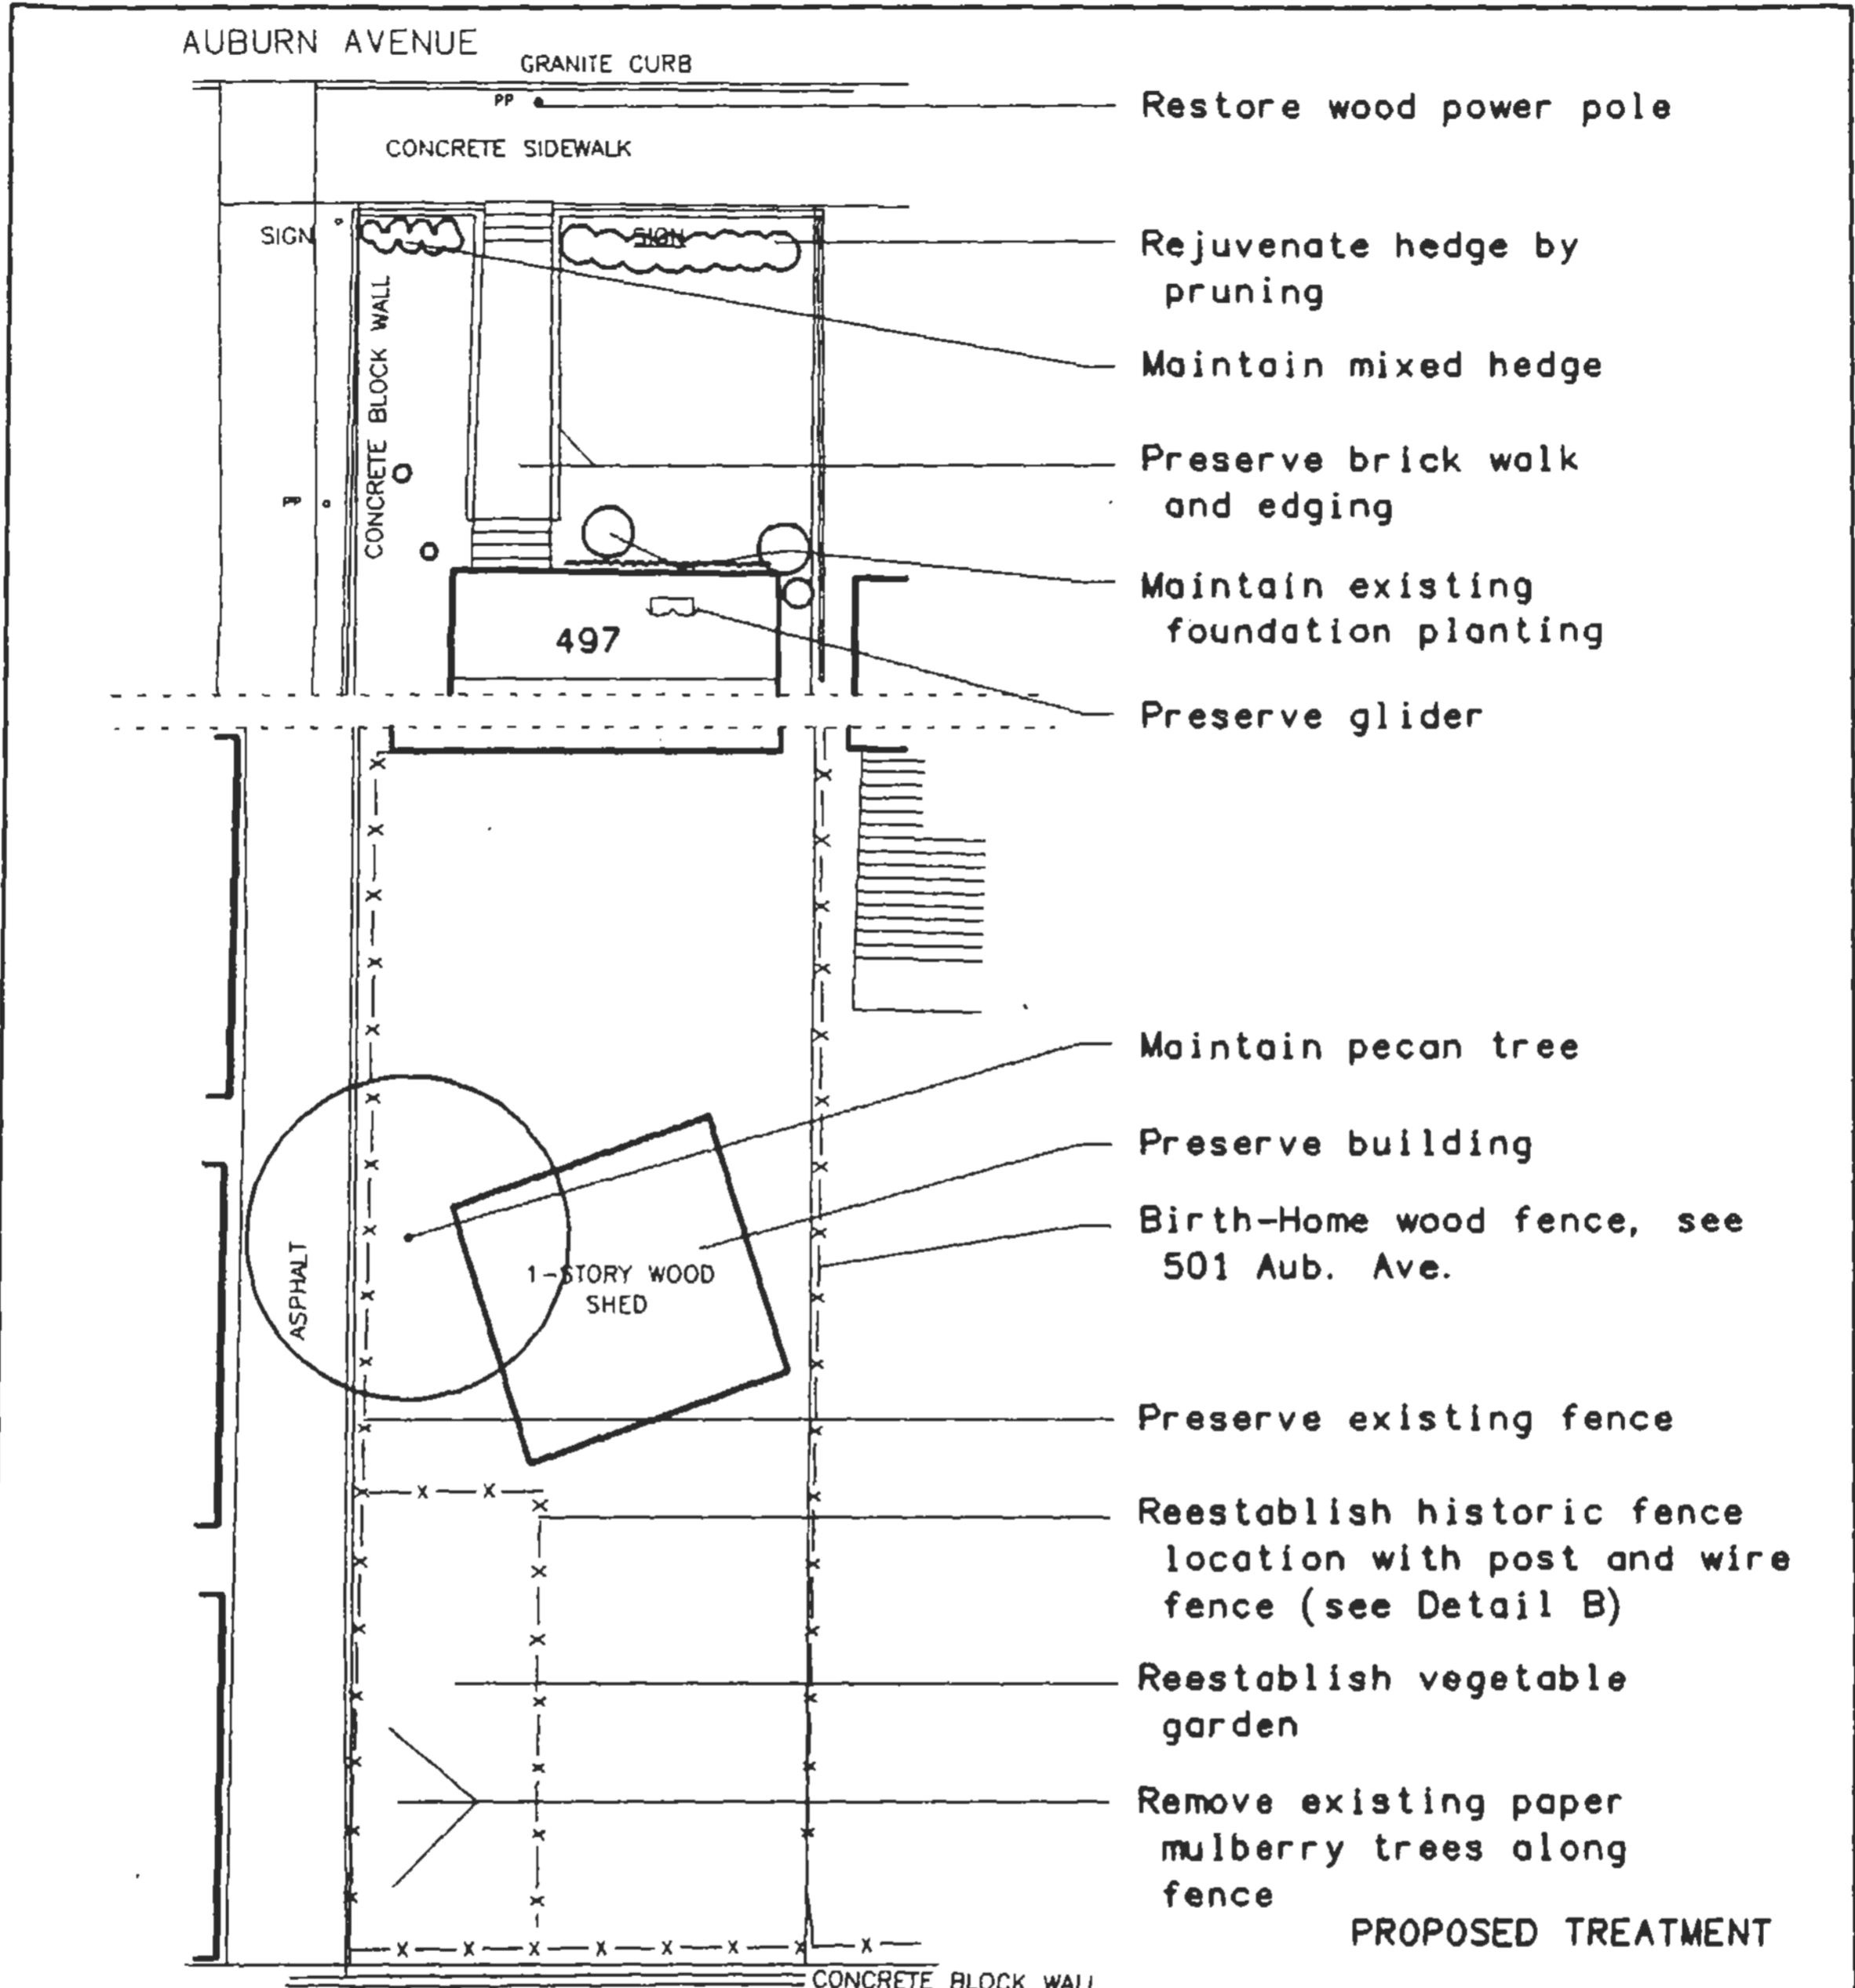 AUBURN AVENUE
GRANITE CURB
PP
Restore wood power pole
CONCRETE SIDEWALK
SIGN
SIGN
Rejuvenate hedge by
pruning
CONCRETE BLOCK WALL
Maintain mixed hedge
Preserve brick walk
and edging
PP
Maintain existing
foundation planting
497
Preserve glider
Maintain pecan tree
Preserve building
Birth-Home wood fence, see
501 Aub. Ave.
ASPHALT
1-STORY WOOD
SHED
Preserve existing fence
Reestablish historic fence
location with post and wire
fence (see Detail B)
Reestablish vegetable
garden
Remove existing paper
mulberry trees along
fence
PROPOSED TREATMENT
CONCRETE BLOCK WALL